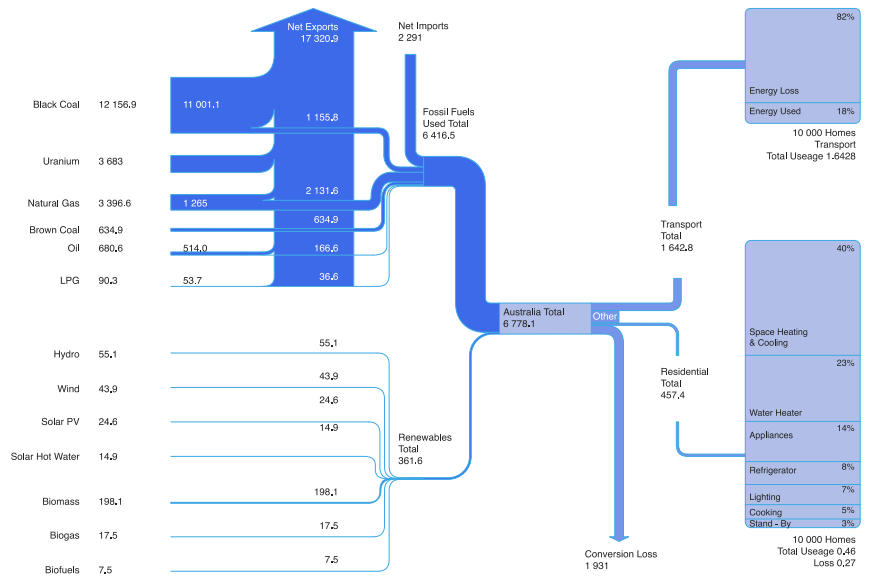 Net Exports
17 320.9
Net Imports
2 291
Black Coal 12 156.9 11 001.1
1 155.8
Fossil Fuels
Used Total
6 416.5
Uranium 3 683
Natural Gas 3 396.6 1 265 2 131.6
Brown Coal 634.9 634.9
Oil 680.6 514.0 166.6
LPG 90.3 53.7 36.6
Hydro 55.1 55.1
Wind 43.9 43.9
Solar PV 24.6 24.6
Solar Hot Water 14.9 14.9
Biomass 198.1 198.1
Biogas 17.5 17.5
Biofuels 7.5 7.5
Renewables
Total
361.6
Australia Total
6 778.1
Other
Conversion Loss
1 931
Transport
Total
1 642.8
Residential
Total
457.4
82%
Energy Loss
Energy Used 18%
10 000 Homes
Transport
Total Useage 1.6428
40%
Space Heating
& Cooling
23%
Water Heater
Appliances 14%
Refrigerator 8%
Lighting 7%
Cooking 5%
Stand - By 3%
10 000 Homes
Total Useage 0.46
Loss 0.27